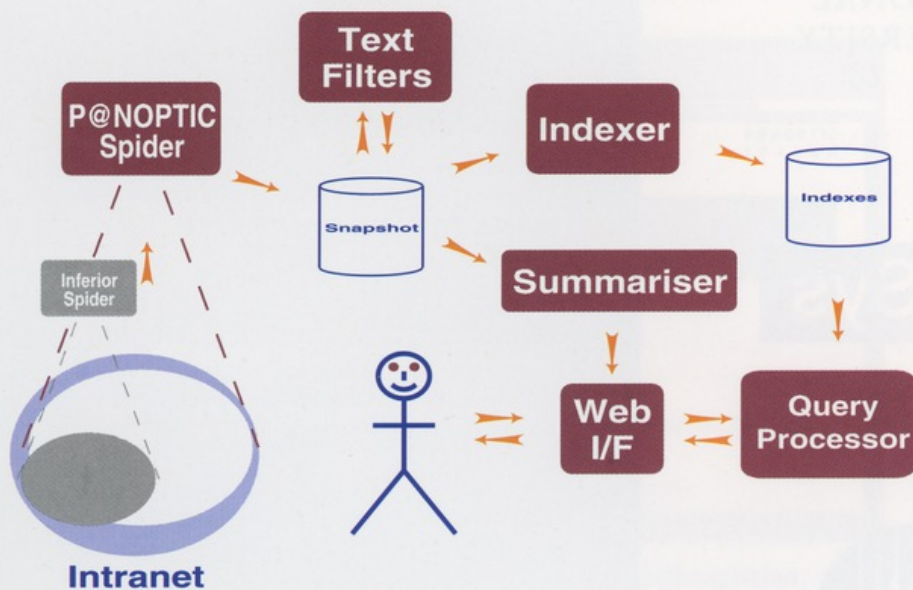 Text
Filters
P@NOPTIC
Spider
Indexer
Snapshot
Indexes
Inferior
Spider
Summariser
Web
I/F
Query
Processor
Intranet